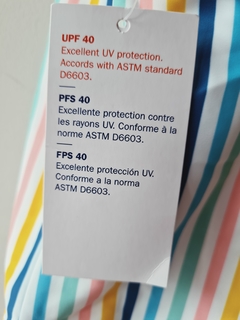 UPF 40
Excellent UV protection.
Accords with ASTM standard
D6603.
PFS 40
Excellente protection contre
les rayons UV. Conforme à la
norme ASTM D6603.
FPS 40
Excelente protección UV.
Conforme a la norma
ASTM D6603.